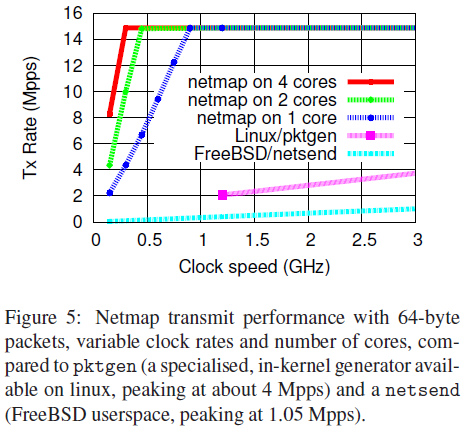 16
14
12
10
8
6
4
2
0
Tx Rate (Mpps)
netmap on 4 cores
netmap on 2 cores
netmap on 1 core
Linux/pktgen
FreeBSD/netsend
0 0.5 1 1.5 2 2.5 3
Clock speed (GHz)
Figure 5: Netmap transmit performance with 64-byte
packets, variable clock rates and number of cores, com-
pared to pktgen (a specialised, in-kernel generator avail-
able on linux, peaking at about 4 Mpps) and a netsend
(FreeBSD userspace, peaking at 1.05 Mpps).